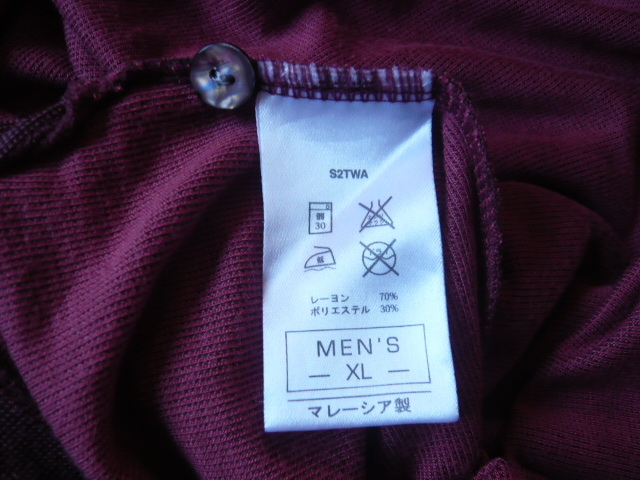 S2TWA
弱
30
低
レーヨン 70%
ポリエステル 30%
MEN'S
— XL —
マレーシア製